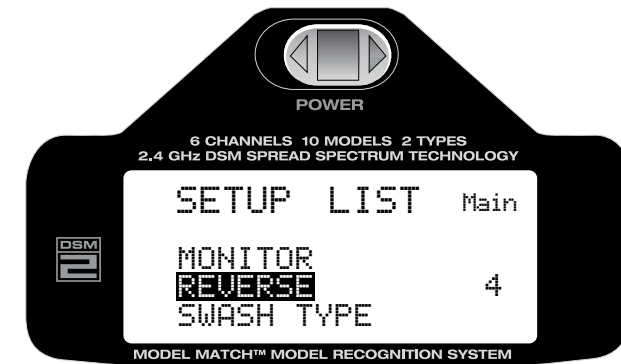 POWER
6 CHANNELS 10 MODELS 2 TYPES
2.4 GHz DSM SPREAD SPECTRUM TECHNOLOGY
SETUP LIST Main
DSM
2
MONITOR
REVERSE 4
SWASH TYPE
MODEL MATCH™ MODEL RECOGNITION SYSTEM